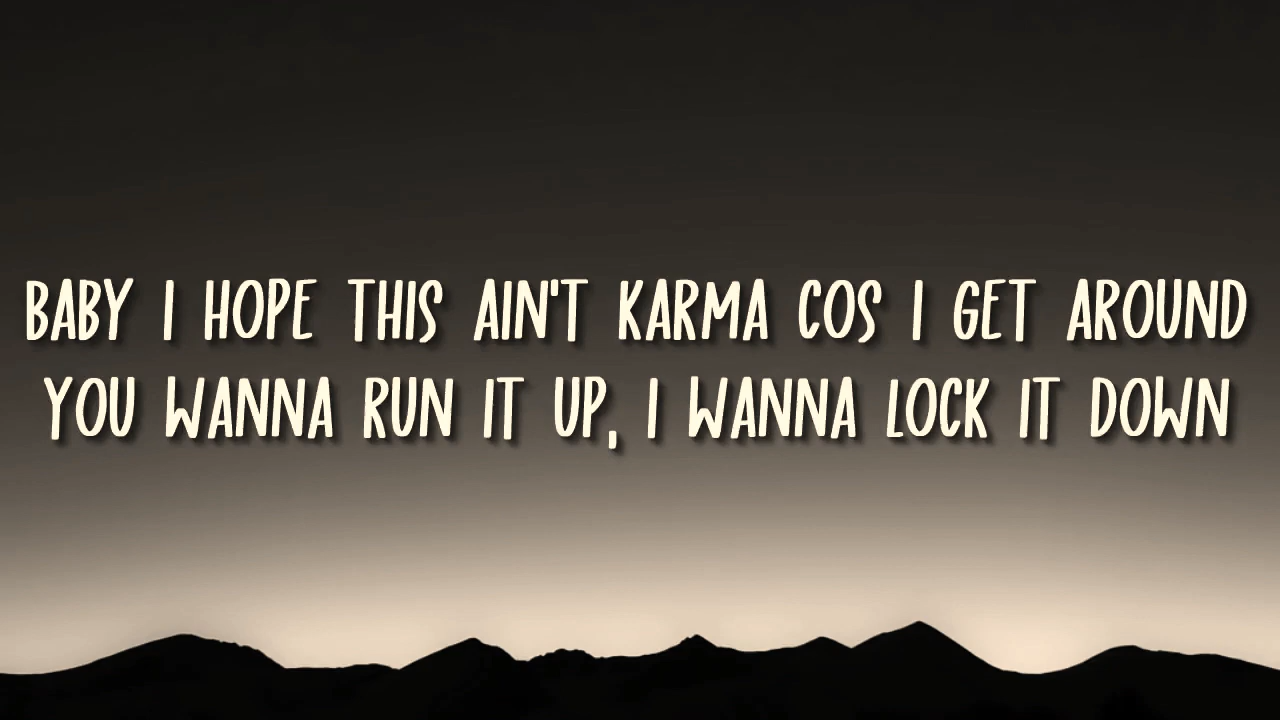 BABY I HOPE THIS AIN'T KARMA COS I GET AROUND
YOU WANNA RUN IT UP, I WANNA LOCK IT DOWN